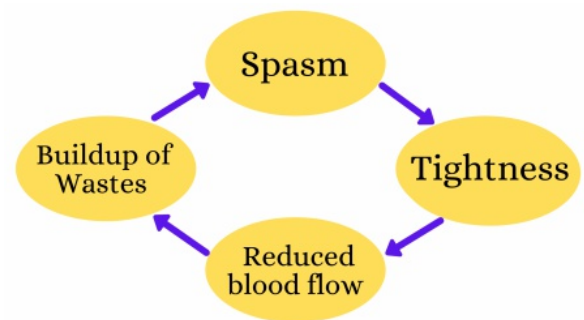 Spasm
Tightness
Reduced
blood flow
Buildup of
Wastes